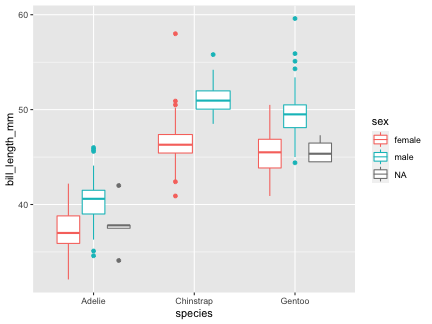 60
50
40
bill_length_mm
Adelie
Chinstrap
Gentoo
species
sex
female
male
NA